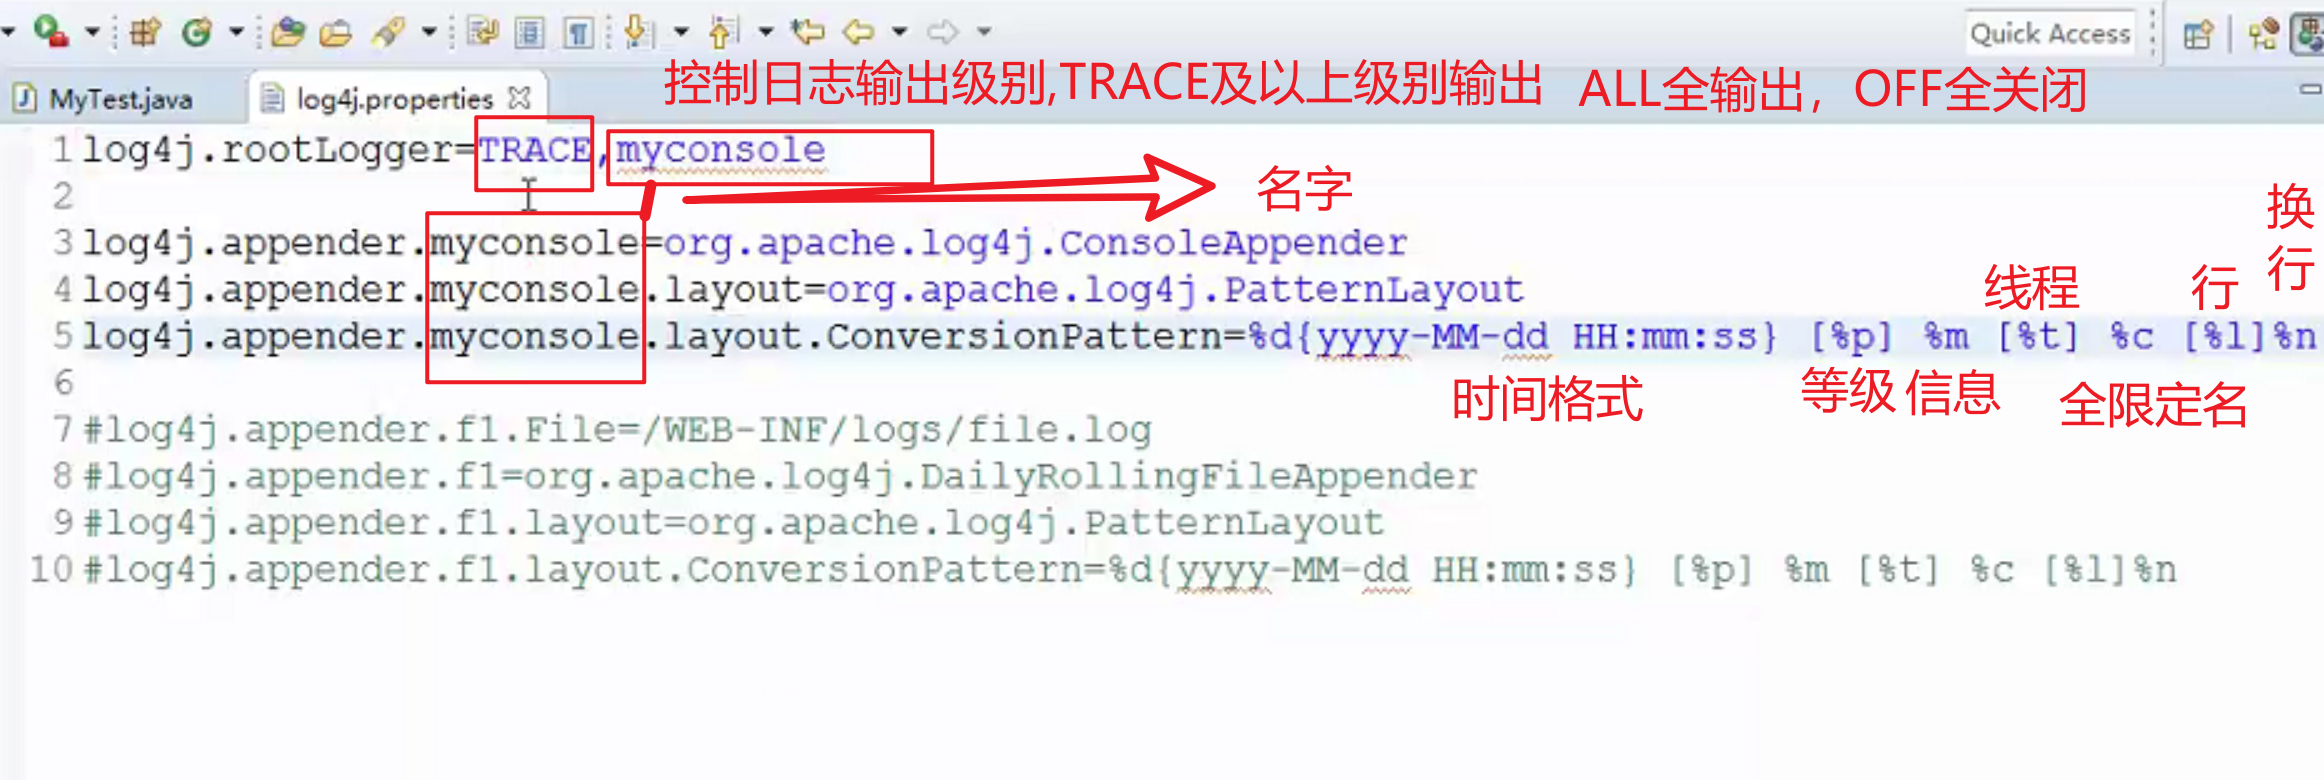 Quick Access
MyTest.java
log4j.properties
控制日志输出级别,TRACE及以上级别输出 ALL全输出，OFF全关闭
1 log4j.rootLogger=TRACE,myconsole
2
名字
3 log4j.appender.myconsole=org.apache.log4j.ConsoleAppender
4 log4j.appender.myconsole.layout=org.apache.log4j.PatternLayout
线程 行 换行
5 log4j.appender.myconsole.layout.ConversionPattern=%d{yyyy-MM-dd HH:mm:ss} [%p] %m [%t] %c [%l]%n
时间格式 等级 信息 全限定名
6
7 #log4j.appender.f1.File=/WEB-INF/logs/file.log
8 #log4j.appender.f1=org.apache.log4j.DailyRollingFileAppender
9 #log4j.appender.f1.layout=org.apache.log4j.PatternLayout
10 #log4j.appender.f1.layout.ConversionPattern=%d{yyyy-MM-dd HH:mm:ss} [%p] %m [%t] %c [%l]%n